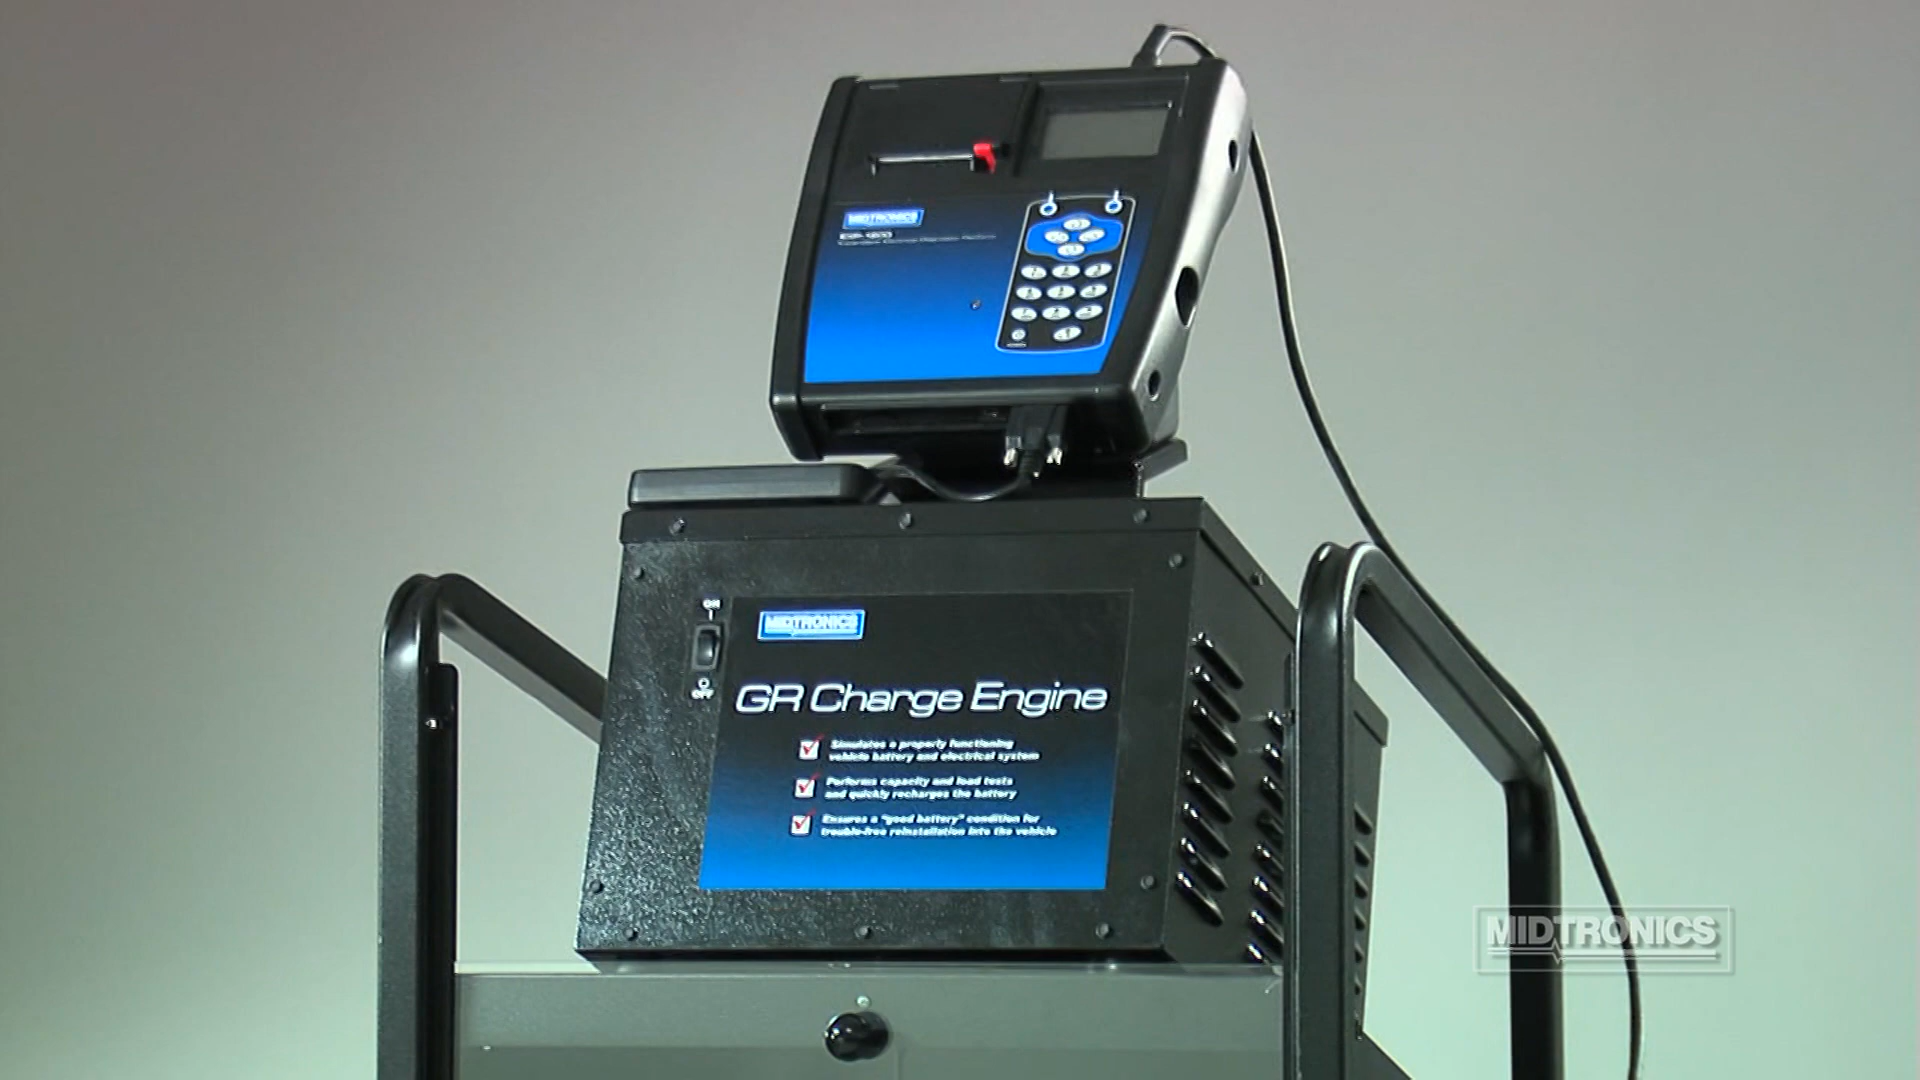 MIDTRONICS
ON
MIDTRONICS
OFF
GR Charge Engine
Simulates a properly functioning
vehicle battery and electrical system
Performs capacity and load tests
and quickly recharges the battery
Ensures a "good battery" condition for
trouble-free reinstallation into the vehicle
MIDTRONICS